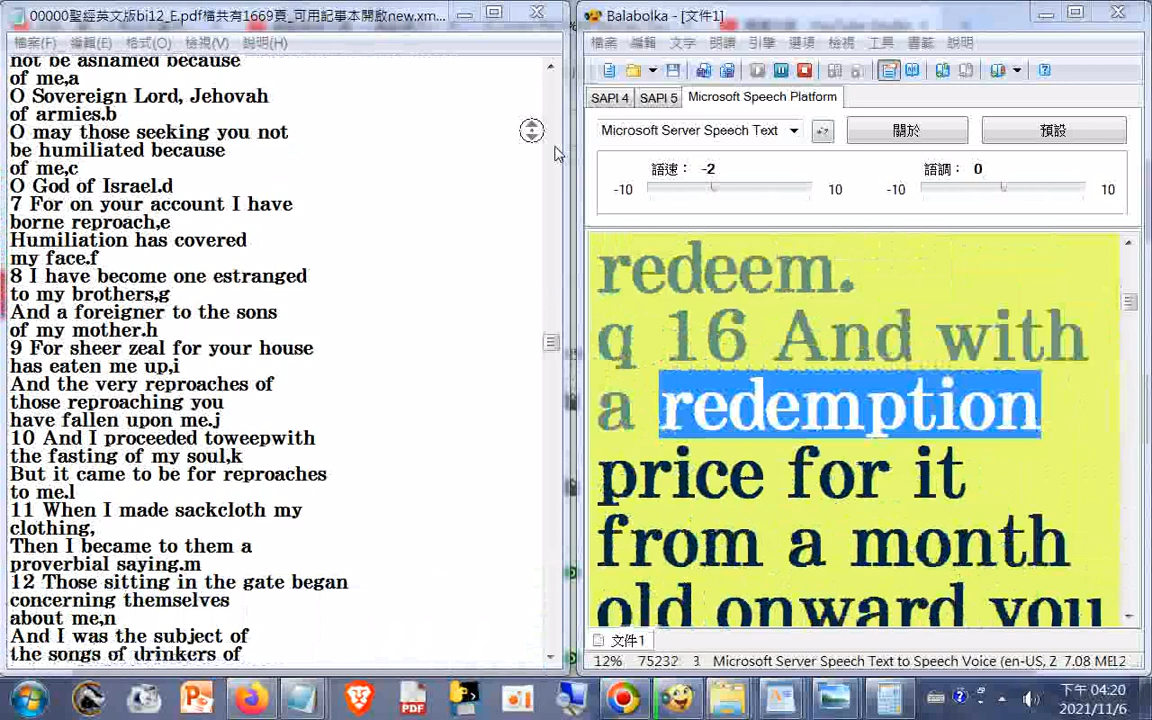 00000聖經英文版bi12_E.pdf檔共有1669頁_可用記事本開啟new.xm...
檔案(F) 編輯(E) 格式(O) 檢視(V) 說明(H)
not be ashamed because
of me,a
O Sovereign Lord, Jehovah
of armies.b
O may those seeking you not
be humiliated because
of me,c
O God of Israel.d
7 For on your account I have
borne reproach,e
Humiliation has covered
my face.f
8 I have become one estranged
to my brothers,g
And a foreigner to the sons
of my mother.h
9 For sheer zeal for your house
has eaten me up,i
And the very reproaches of
those reproaching you
have fallen upon me.j
10 And I proceeded toweepwith
the fasting of my soul,k
But it came to be for reproaches
to me.l
11 When I made sackcloth my
clothing,
Then I became to them a
proverbial saying.m
12 Those sitting in the gate began
concerning themselves
about me,n
And I was the subject of
the songs of drinkers of
Balabolka - [文件1]
檔案 編輯 文字 朗讀 引擎 選項 檢視 工具 書籤 說明
SAPI 4 SAPI 5 Microsoft Speech Platform
Microsoft Server Speech Text 關於 預設
語速： -2 語調： 0
-10 10 -10 10
redeem.
q 16 And with
a redemption
price for it
from a month
old onward you
文件1
12% 75232 Microsoft Server Speech Text to Speech Voice (en-US, Z 7.08 ME12
PDF
下午 04:20
2021/11/6